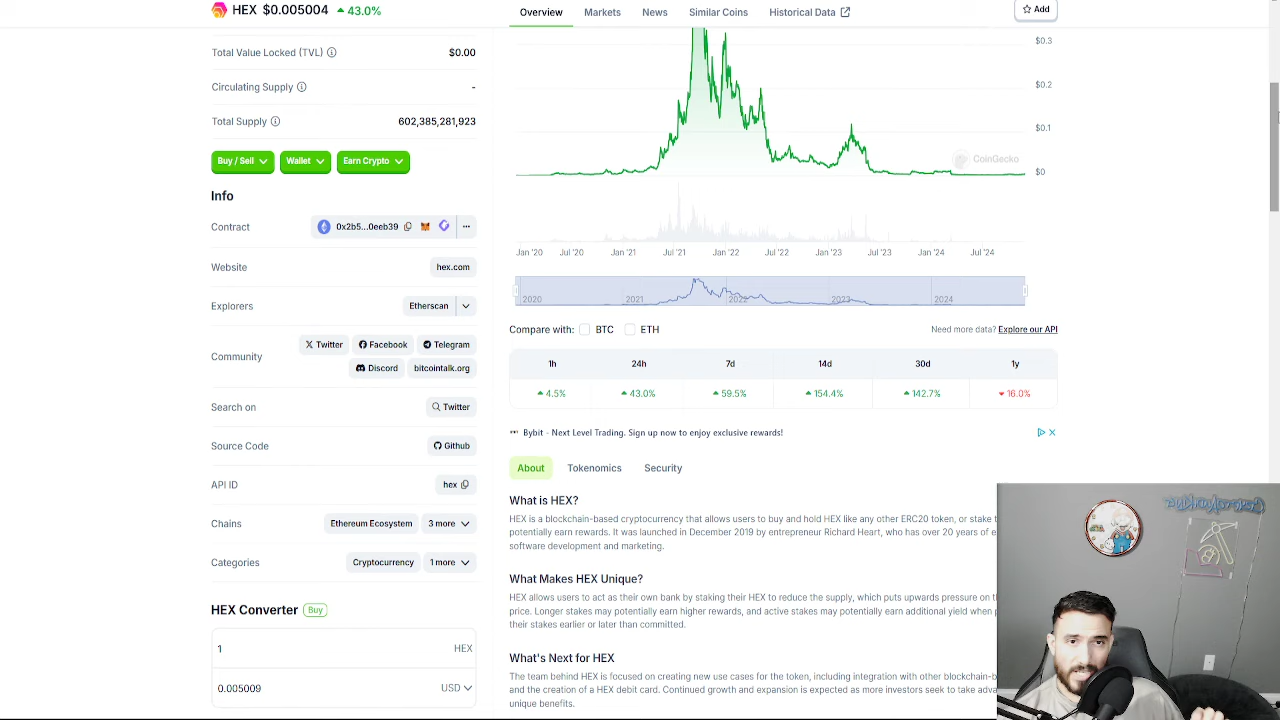 HEX $0.005004 43.0%
Overview Markets News Similar Coins Historical Data
Add
Total Value Locked (TVL) $0.00
Circulating Supply -
Total Supply 602,385,281,923
Buy / Sell Wallet Earn Crypto
Info
Contract 0x2b5...0eeb39
Website hex.com
Explorers Etherscan
Community Twitter Facebook Telegram
Discord bitcointalk.org
Search on Twitter
Source Code Github
API ID hex
Chains Ethereum Ecosystem 3 more
Categories Cryptocurrency 1 more
HEX Converter Buy
1 HEX
0.005009 USD
$0.3
$0.2
$0.1
$0
CoinGecko
Jan '20 Jul '20 Jan '21 Jul '21 Jan '22 Jul '22 Jan '23 Jul '23 Jan '24 Jul '24
2020 2021 2022 2023 2024
Compare with: BTC ETH
Need more data? Explore our API
1h 24h 7d 14d 30d 1y
4.5% 43.0% 59.5% 154.4% 142.7% 16.0%
Bybit - Next Level Trading. Sign up now to enjoy exclusive rewards!
About Tokenomics Security
What is HEX?
HEX is a blockchain-based cryptocurrency that allows users to buy and hold HEX like any other ERC20 token, or stake
potentially earn rewards. It was launched in December 2019 by entrepreneur Richard Heart, who has over 20 years of
software development and marketing.
What Makes HEX Unique?
HEX allows users to act as their own bank by staking their HEX to reduce the supply, which puts upwards pressure on
price. Longer stakes may potentially earn higher rewards, and active stakes may potentially earn additional yield when
their stakes earlier or later than committed.
What's Next for HEX
The team behind HEX is focused on creating new use cases for the token, including integration with other
and the creation of a HEX debit card. Continued growth and expansion is expected as more investors seek to take
unique benefits.